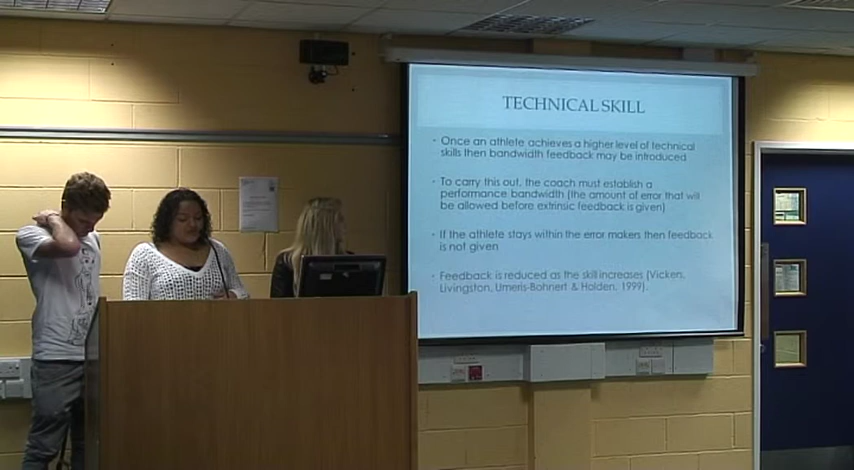 TECHNICAL SKILL
Once an athlete achieves a higher level of technical
skills then bandwidth feedback may be introduced
To carry this out, the coach must establish a
performance bandwidth (the amount of error that will
be allowed before extrinsic feedback is given)
If the athlete stays within the error makers then feedback
is not given
Feedback is reduced as the skill increases (Vicken,
Livingston, Umeris-Bohnert & Holden, 1999).